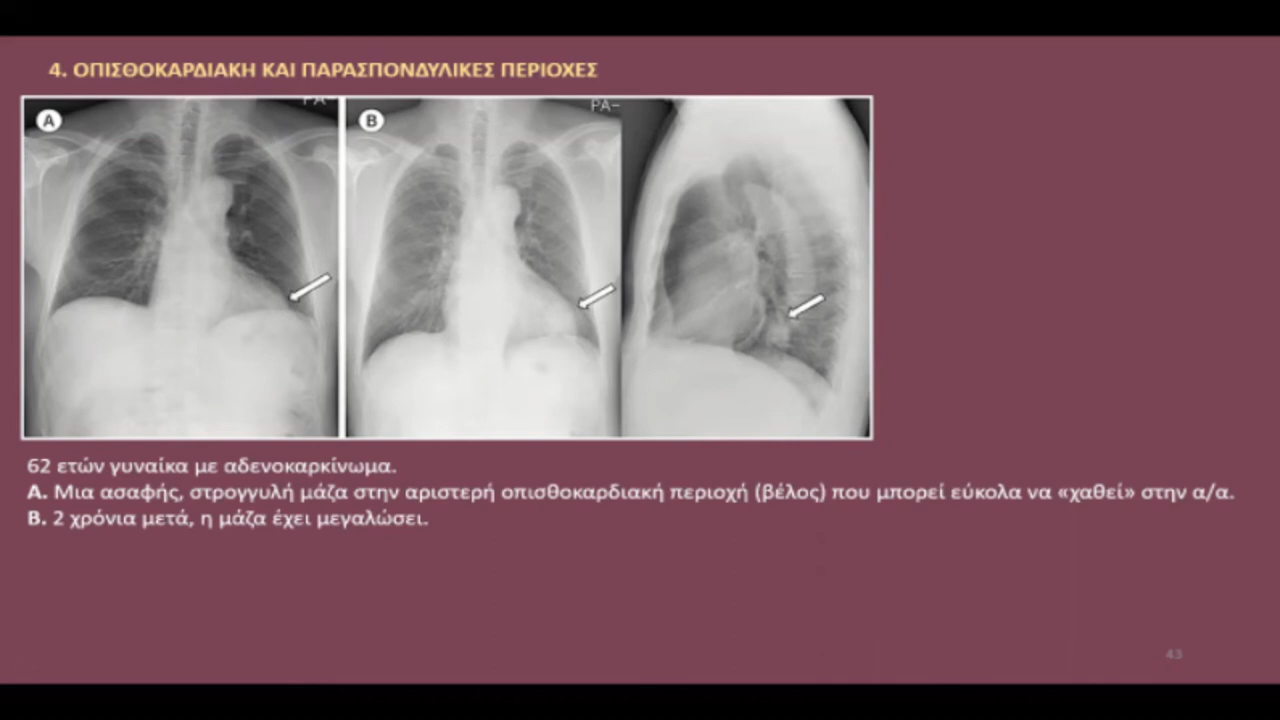 4. ΟΠΙΣΘΟΚΑΡΔΙΑΚΗ ΚΑΙ ΠΑΡΑΣΠΟΝΔΥΛΙΚΕΣ ΠΕΡΙΟΧΕΣ
A PA- B PA-
62 ετών γυναίκα με αδενοκαρκίνωμα.
Α. Μια ασαφής, στρογγυλή μάζα στην αριστερή οπισθοκαρδιακή περιοχή (βέλος) που μπορεί εύκολα να «χαθεί» στην α/α.
Β. 2 χρόνια μετά, η μάζα έχει μεγαλώσει.
43